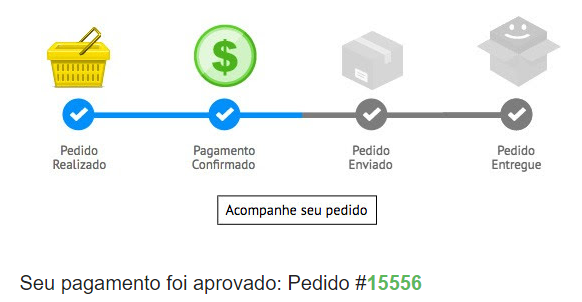 $
Pedido Realizado
Pagamento Confirmado
Pedido Enviado
Pedido Entregue
Acompanhe seu pedido
Seu pagamento foi aprovado: Pedido #15556